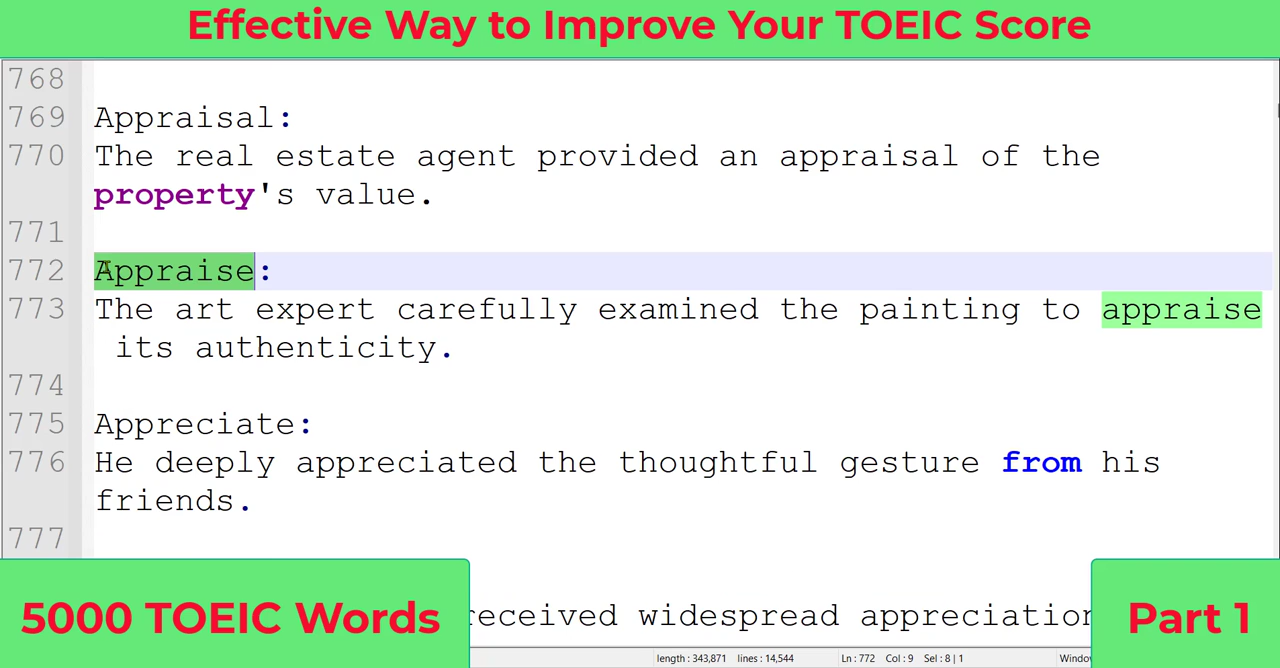 Effective Way to Improve Your TOEIC Score
768
769 Appraisal:
770 The real estate agent provided an appraisal of the
property's value.
771
772 Appraise:
773 The art expert carefully examined the painting to appraise
its authenticity.
774
775 Appreciate:
776 He deeply appreciated the thoughtful gesture from his
friends.
777
received widespread appreciation
5000 TOEIC Words
Part 1
length : 343,871 lines : 14,544 Ln : 772 Col : 9 Sel : 8 | 1